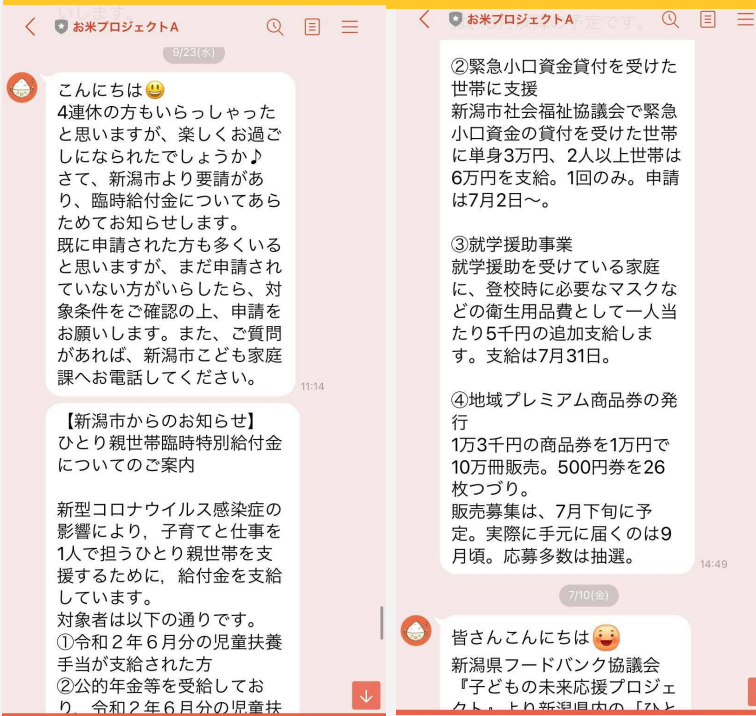 お米プロジェクトA
9/23(水)
こんにちは
4連休の方もいらっしゃった
と思いますが、楽しくお過ご
しになられたでしょうか♪
さて、新潟市より要請があ
り、臨時給付金についてあら
ためてお知らせします。
既に申請された方も多くいる
と思いますが、まだ申請され
ていない方がいらしたら、対
象条件をご確認の上、申請を
お願いします。また、ご質問
があれば、新潟市こども家庭
課へお電話してください。
11:14
【新潟市からのお知らせ】
ひとり親世帯臨時特別給付金
についてのご案内
新型コロナウイルス感染症の
影響により，子育てと仕事を
1人で担うひとり親世帯を支
援するために，給付金を支給
しています。
対象者は以下の通りです。
①令和２年６月分の児童扶養
手当が支給された方
②公的年金等を受給してお
り，令和２年６月分の児童扶
お米プロジェクトA
予定です。
②緊急小口資金貸付を受けた
世帯に支援
新潟市社会福祉協議会で緊急
小口資金の貸付を受けた世帯
に単身3万円、2人以上世帯は
6万円を支給。1回のみ。申請
は7月2日〜。
③就学援助事業
就学援助を受けている家庭
に、登校時に必要なマスクな
どの衛生用品費として一人当
たり5千円の追加支給しま
す。支給は7月31日。
④地域プレミアム商品券の発
行
1万3千円の商品券を1万円で
10万冊販売。500円券を26
枚つづり。
販売募集は、7月下旬に予
定。実際に手元に届くのは9
月頃。応募多数は抽選。
14:49
7/10(金)
皆さんこんにちは
新潟県フードバンク協議会
『子どもの未来応援プロジェ
クト』より新潟県内の「ひと